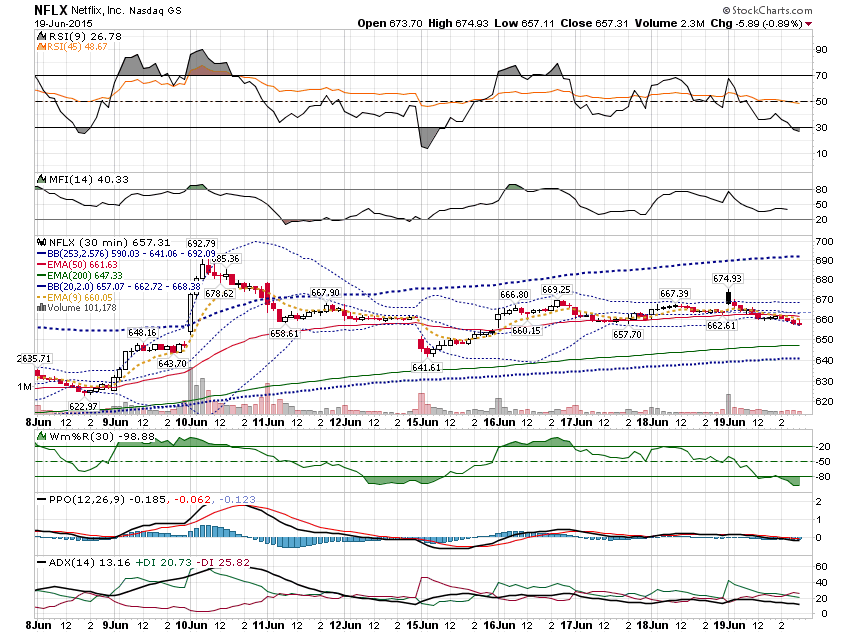 NFLX Netflix, Inc. Nasdaq GS
© StockCharts.com
19-Jun-2015
Open 673.70 High 674.93 Low 657.11 Close 657.31 Volume 2.3M Chg -5.89 (-0.89%)
RSI(9) 26.78
RSI(45) 48.67
90
70
50
30
10
MFI(14) 40.33
80
50
20
NFLX (30 min) 657.31
BB(253,2.576) 590.03 - 641.06 - 692.09
EMA(50) 661.63
EMA(200) 647.33
BB(20,2.0) 657.07 - 662.72 - 668.38
EMA(9) 660.05
Volume 101,178
692.79
685.36
678.62
648.16
643.70
2635.71
622.97
667.90
658.61
641.61
666.80
660.15
669.25
657.70
667.39
662.61
674.93
1M
700
690
680
670
660
650
640
630
620
8Jun 12 2 9Jun 12 2 10Jun 12 2 11Jun 12 2 12Jun 12 2 15Jun 12 2 16Jun 12 2 17Jun 12 2 18Jun 12 2 19Jun 12 2
Wm%R(30) -98.88
-20
-50
-80
PPO(12,26,9) -0.185, -0.062, -0.123
2
1
0
ADX(14) 13.16 +DI 20.73 -DI 25.82
60
40
20
0
8Jun 12 2 9Jun 12 2 10Jun 12 2 11Jun 12 2 12Jun 12 2 15Jun 12 2 16Jun 12 2 17Jun 12 2 18Jun 12 2 19Jun 12 2